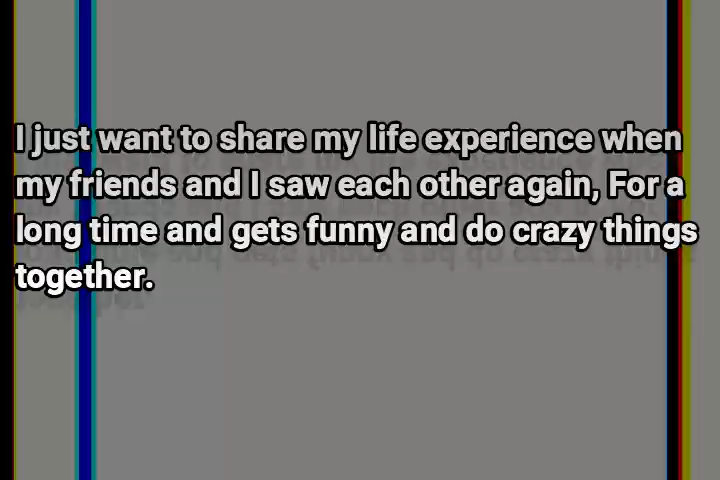 I just want to share my life experience when
my friends and I saw each other again, For a
long time and gets funny and do crazy things
together.